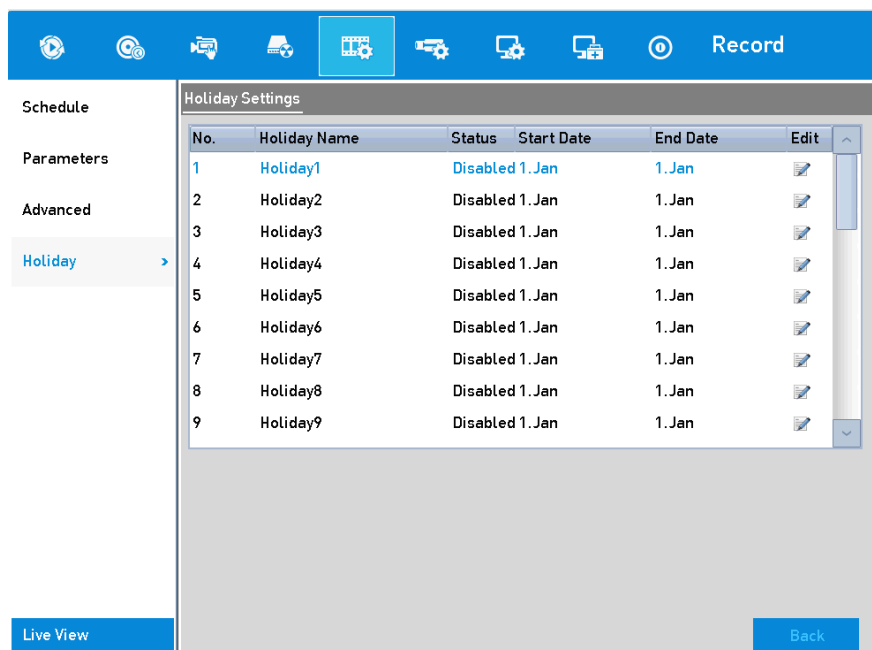 Record
Schedule
Parameters
Advanced
Holiday >
Live View
Holiday Settings
No. Holiday Name Status Start Date End Date Edit
1 Holiday1 Disabled 1.Jan 1.Jan
2 Holiday2 Disabled 1.Jan 1.Jan
3 Holiday3 Disabled 1.Jan 1.Jan
4 Holiday4 Disabled 1.Jan 1.Jan
5 Holiday5 Disabled 1.Jan 1.Jan
6 Holiday6 Disabled 1.Jan 1.Jan
7 Holiday7 Disabled 1.Jan 1.Jan
8 Holiday8 Disabled 1.Jan 1.Jan
9 Holiday9 Disabled 1.Jan 1.Jan
Back